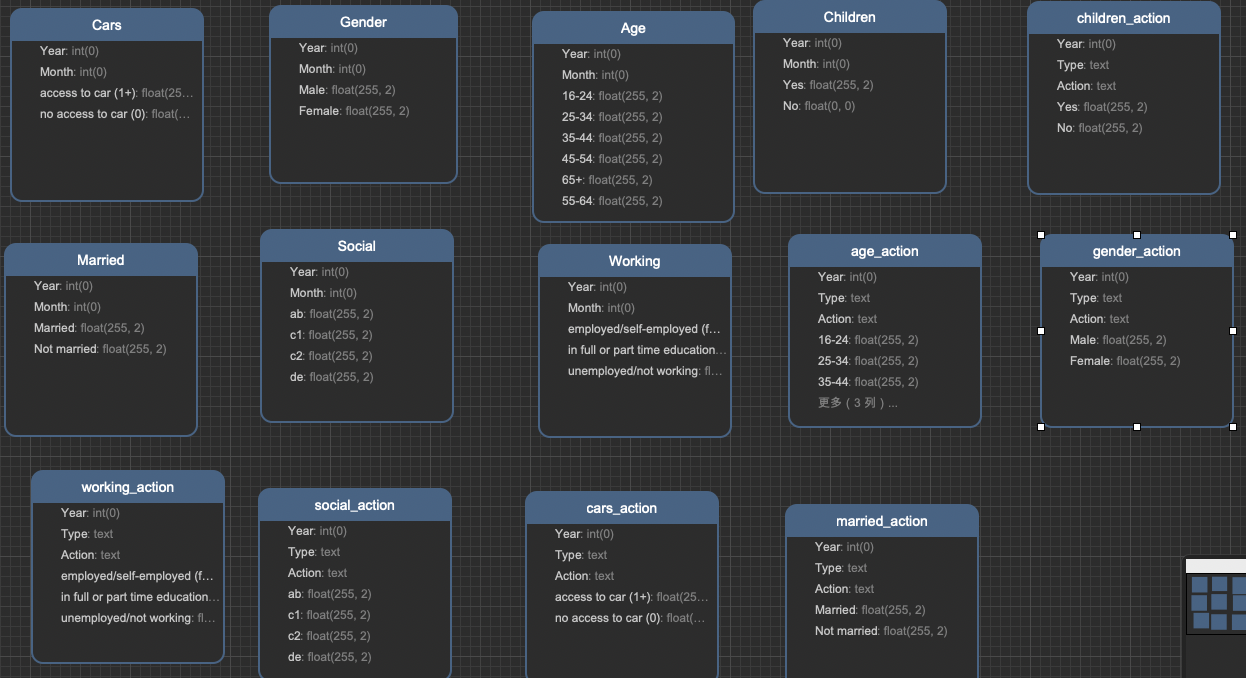 Cars
Year: int(0)
Month: int(0)
access to car (1+): float(25...
no access to car (0): float(...
Gender
Year: int(0)
Month: int(0)
Male: float(255, 2)
Female: float(255, 2)
Age
Year: int(0)
Month: int(0)
16-24: float(255, 2)
25-34: float(255, 2)
35-44: float(255, 2)
45-54: float(255, 2)
65+: float(255, 2)
55-64: float(255, 2)
Children
Year: int(0)
Month: int(0)
Yes: float(255, 2)
No: float(0, 0)
children_action
Year: int(0)
Type: text
Action: text
Yes: float(255, 2)
No: float(255, 2)
Married
Year: int(0)
Month: int(0)
Married: float(255, 2)
Not married: float(255, 2)
Social
Year: int(0)
Month: int(0)
ab: float(255, 2)
c1: float(255, 2)
c2: float(255, 2)
de: float(255, 2)
Working
Year: int(0)
Month: int(0)
employed/self-employed (f...
in full or part time education...
unemployed/not working: fl...
age_action
Year: int(0)
Type: text
Action: text
16-24: float(255, 2)
25-34: float(255, 2)
35-44: float(255, 2)
更多 ( 3 列 ) ...
gender_action
Year: int(0)
Type: text
Action: text
Male: float(255, 2)
Female: float(255, 2)
working_action
Year: int(0)
Type: text
Action: text
employed/self-employed (f...
in full or part time education...
unemployed/not working: fl...
social_action
Year: int(0)
Type: text
Action: text
ab: float(255, 2)
c1: float(255, 2)
c2: float(255, 2)
de: float(255, 2)
cars_action
Year: int(0)
Type: text
Action: text
access to car (1+): float(25...
no access to car (0): float(...
married_action
Year: int(0)
Type: text
Action: text
Married: float(255, 2)
Not married: float(255, 2)